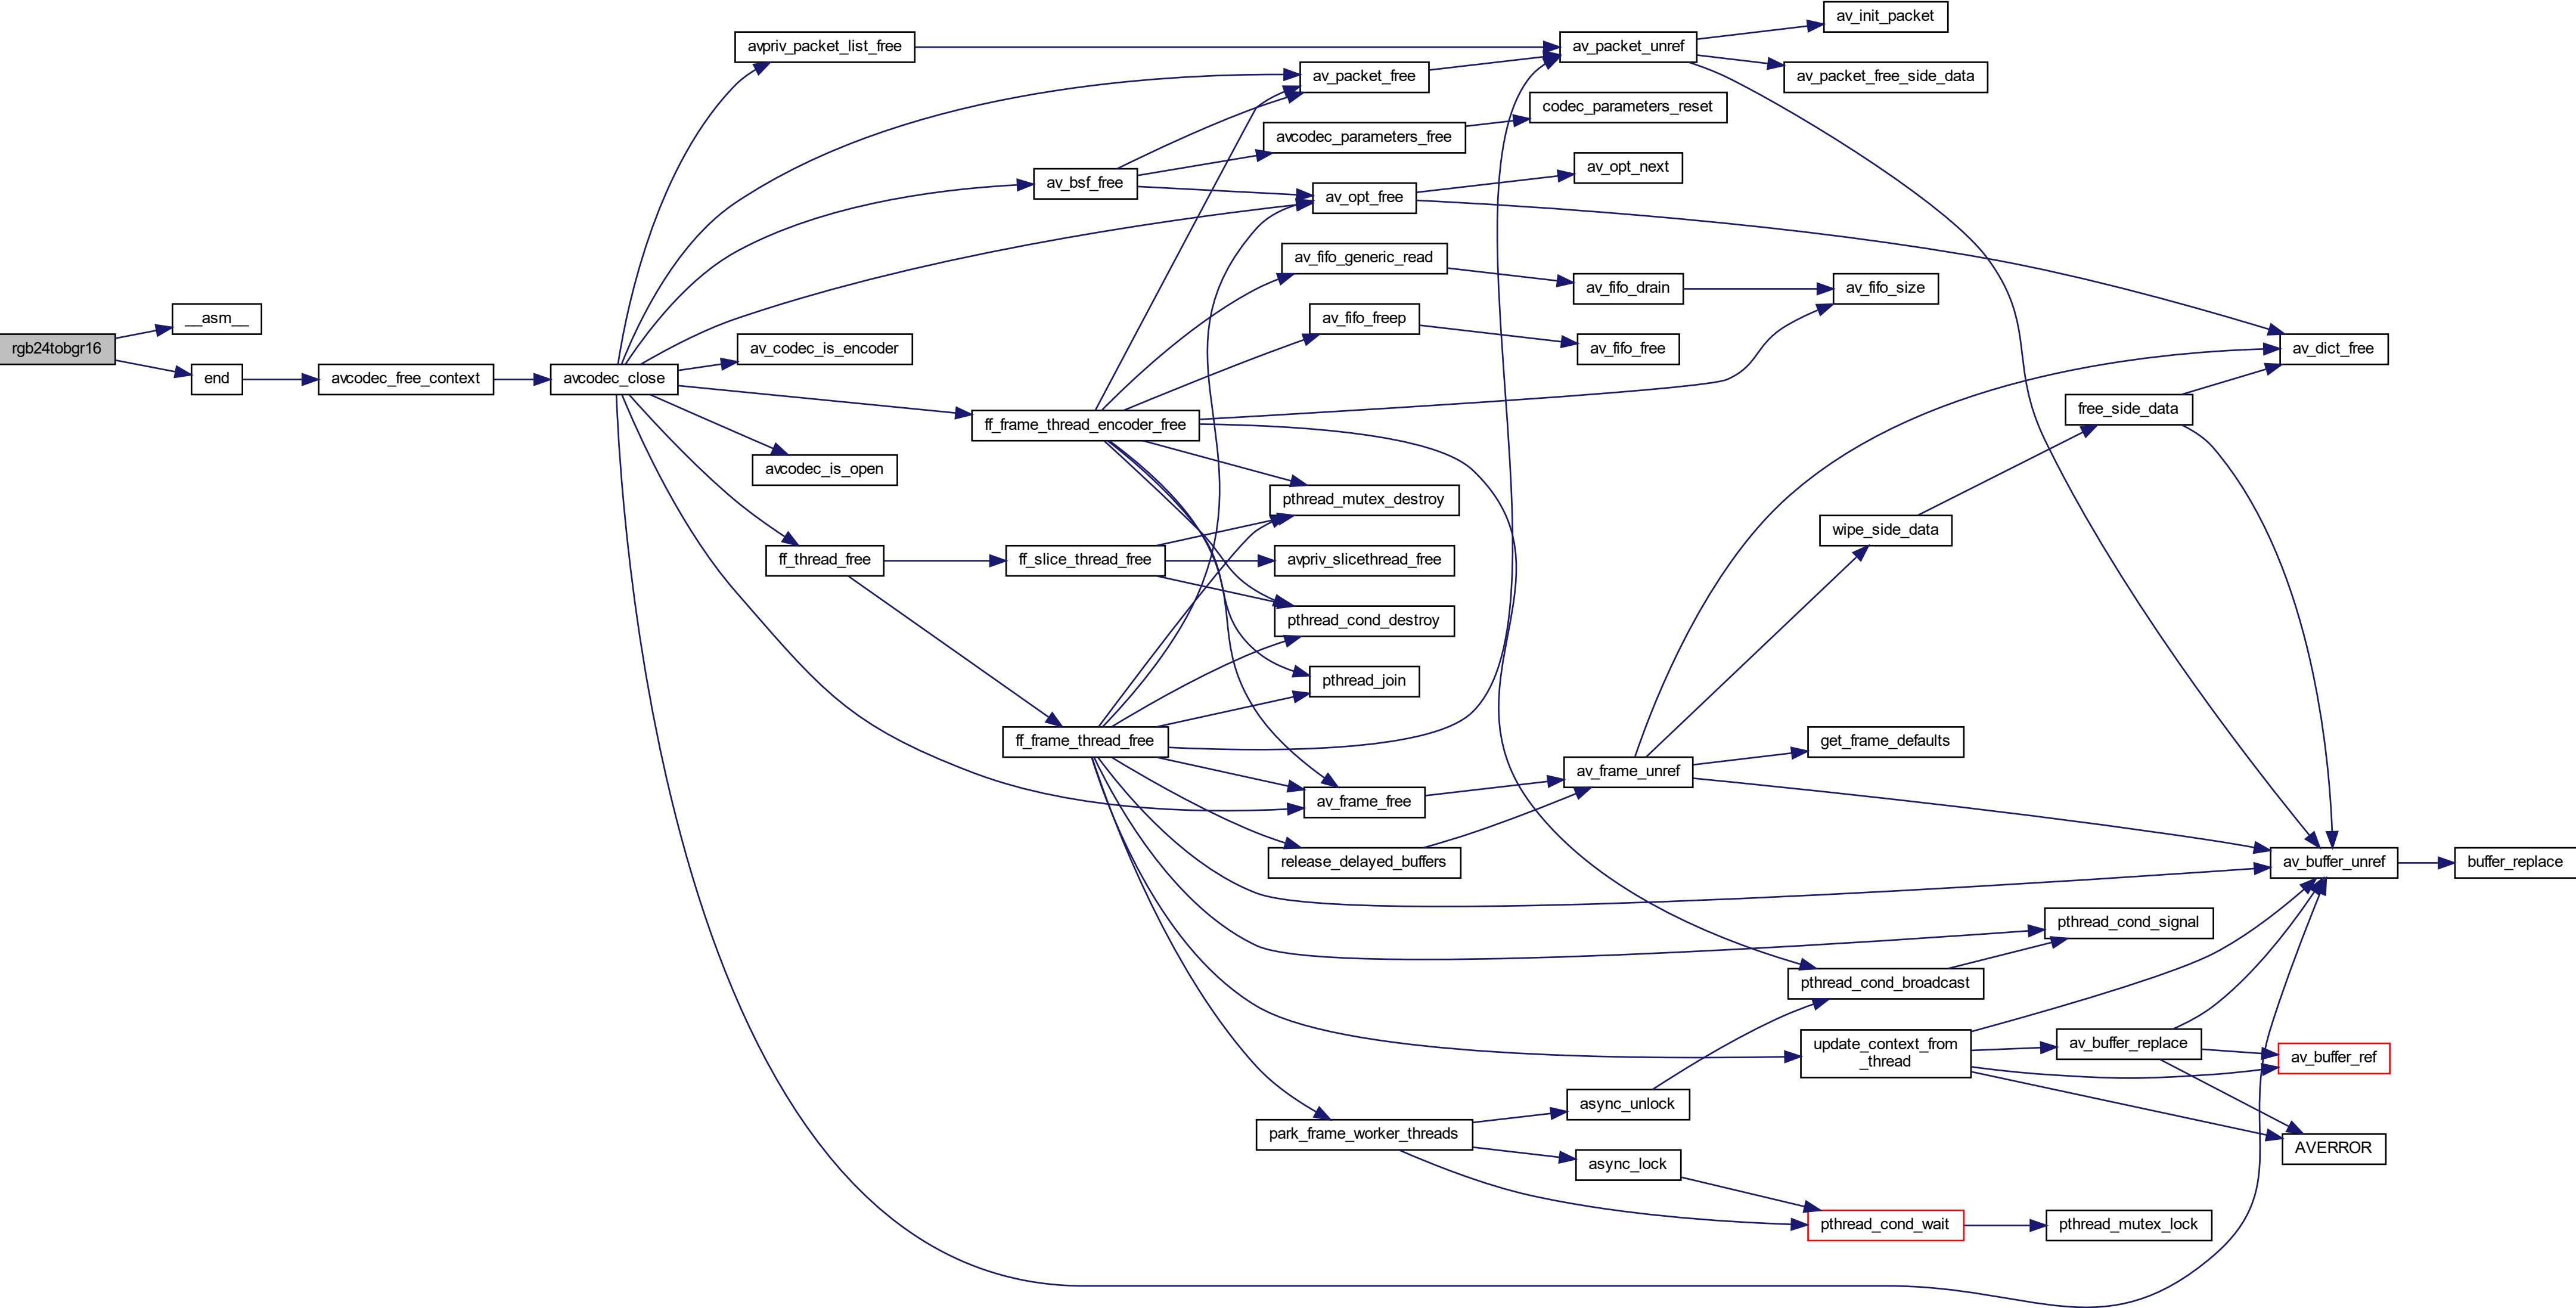 av_init_packet
avpriv_packet_list_free
av_packet_unref
av_packet_free
av_packet_free_side_data
codec_parameters_reset
avcodec_parameters_free
av_opt_next
av_bsf_free
av_opt_free
av_fifo_generic_read
av_fifo_drain
av_fifo_size
__asm__
av_fifo_freep
rgb24tobgr16
av_codec_is_encoder
av_fifo_free
av_dict_free
end
avcodec_free_context
avcodec_close
free_side_data
ff_frame_thread_encoder_free
avcodec_is_open
pthread_mutex_destroy
wipe_side_data
ff_thread_free
ff_slice_thread_free
avpriv_slicethread_free
pthread_cond_destroy
pthread_join
ff_frame_thread_free
get_frame_defaults
av_frame_unref
av_frame_free
release_delayed_buffers
av_buffer_unref
buffer_replace
pthread_cond_signal
pthread_cond_broadcast
update_context_from
_thread
av_buffer_replace
av_buffer_ref
async_unlock
park_frame_worker_threads
AVERROR
async_lock
pthread_cond_wait
pthread_mutex_lock